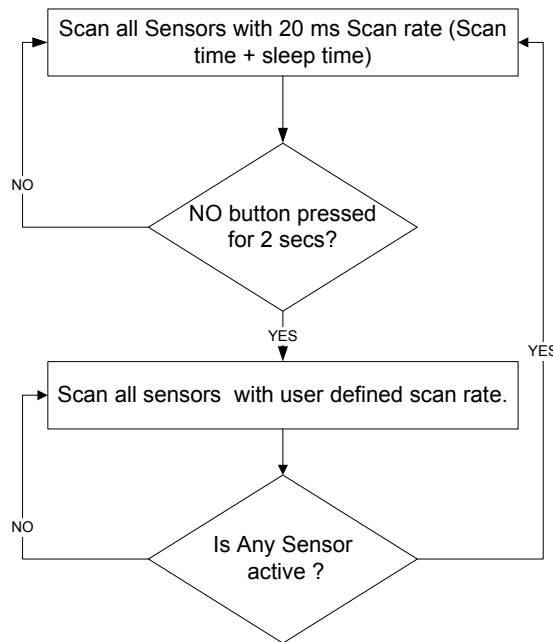 Scan all Sensors with 20 ms Scan rate (Scan
time + sleep time)
NO
NO button pressed
for 2 secs?
YES
YES
Scan all sensors with user defined scan rate.
NO
Is Any Sensor
active ?